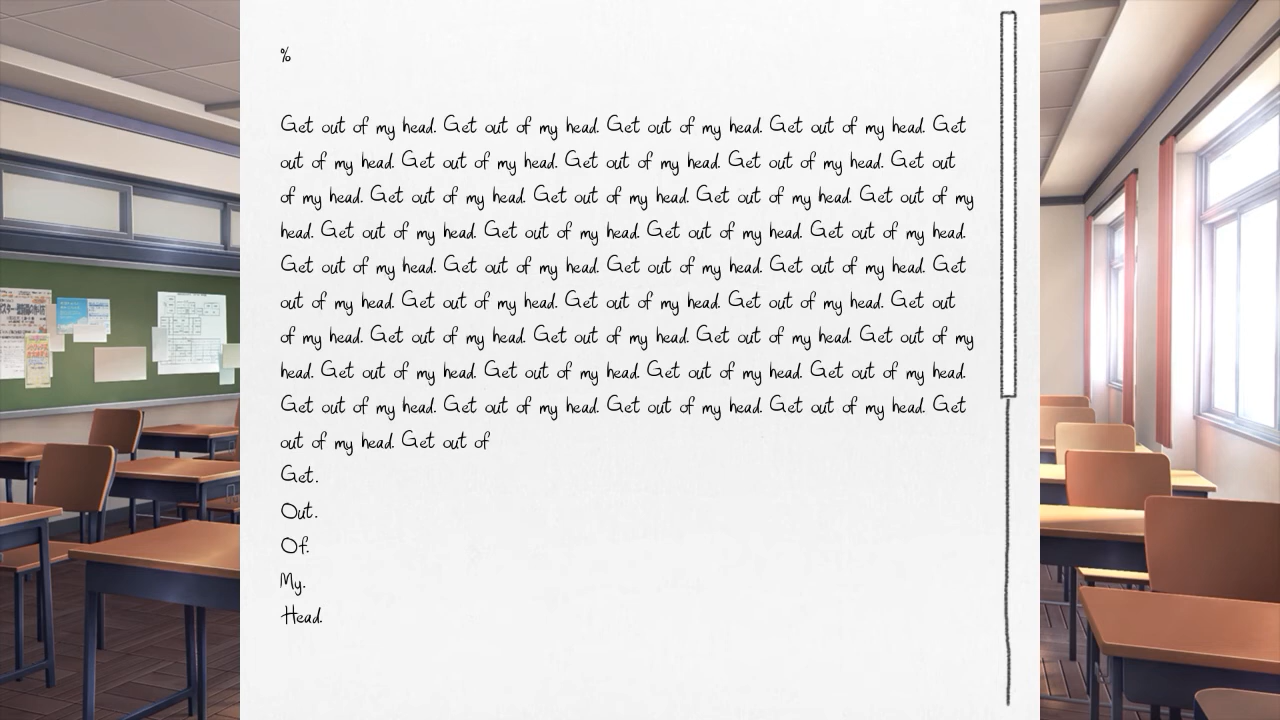 %
Get out of my head. Get out of my head. Get out of my head. Get out of my head. Get
out of my head. Get out of my head. Get out of my head. Get out of my head. Get out
of my head. Get out of my head. Get out of my head. Get out of my head. Get out of my
head. Get out of my head. Get out of my head. Get out of my head. Get out of my head.
Get out of my head. Get out of my head. Get out of my head. Get out of my head. Get
out of my head. Get out of my head. Get out of my head. Get out of my head. Get out
of my head. Get out of my head. Get out of my head. Get out of my head. Get out of my
head. Get out of my head. Get out of my head. Get out of my head. Get out of my head.
Get out of my head. Get out of my head. Get out of my head. Get out of my head. Get
out of my head. Get out of
Get.
Out.
Of.
My.
Head.